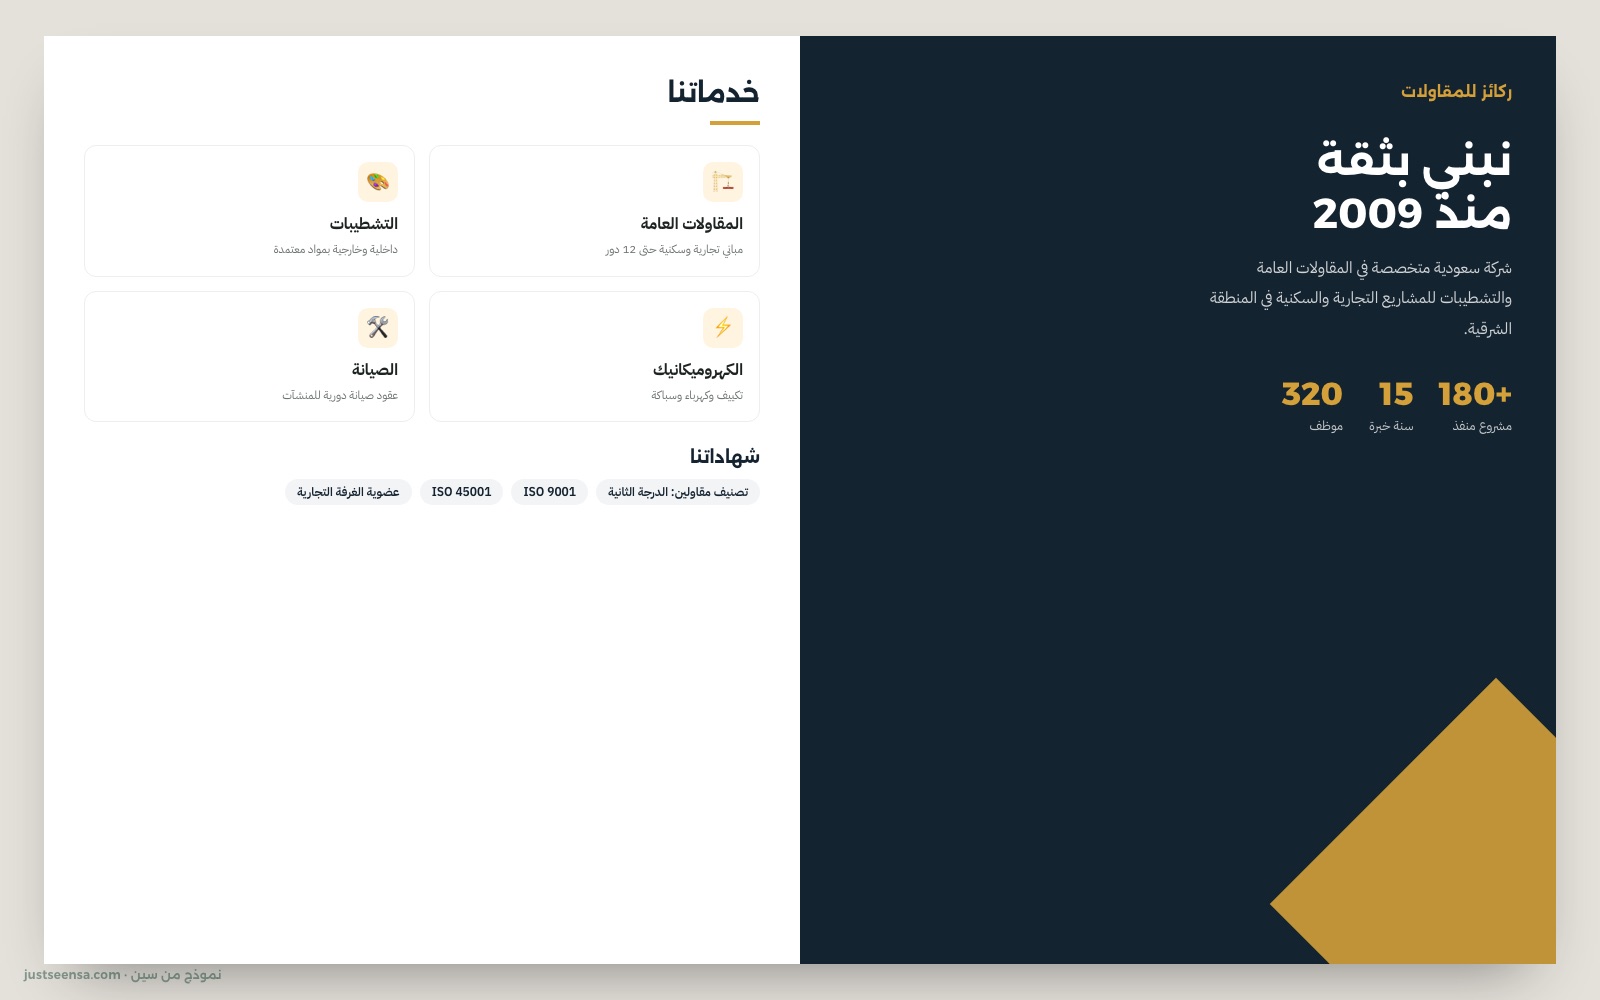 ركائز للمقاولات
نبني بثقة
منذ 2009
شركة سعودية متخصصة في المقاولات العامة
والتشطيبات للمشاريع التجارية والسكنية في المنطقة
الشرقية.
+180 15 320
مشروع منفذ سنة خبرة موظف
خدماتنا
المقاولات العامة
مباني تجارية وسكنية حتى 12 دور
التشطيبات
داخلية وخارجية بمواد معتمدة
الكهروميكانيك
تكييف وكهرباء وسباكة
الصيانة
عقود صيانة دورية للمنشآت
شهاداتنا
تصنيف مقاولين: الدرجة الثانية
ISO 9001
ISO 45001
عضوية الغرفة التجارية
نموذج من سين · justseensa.com